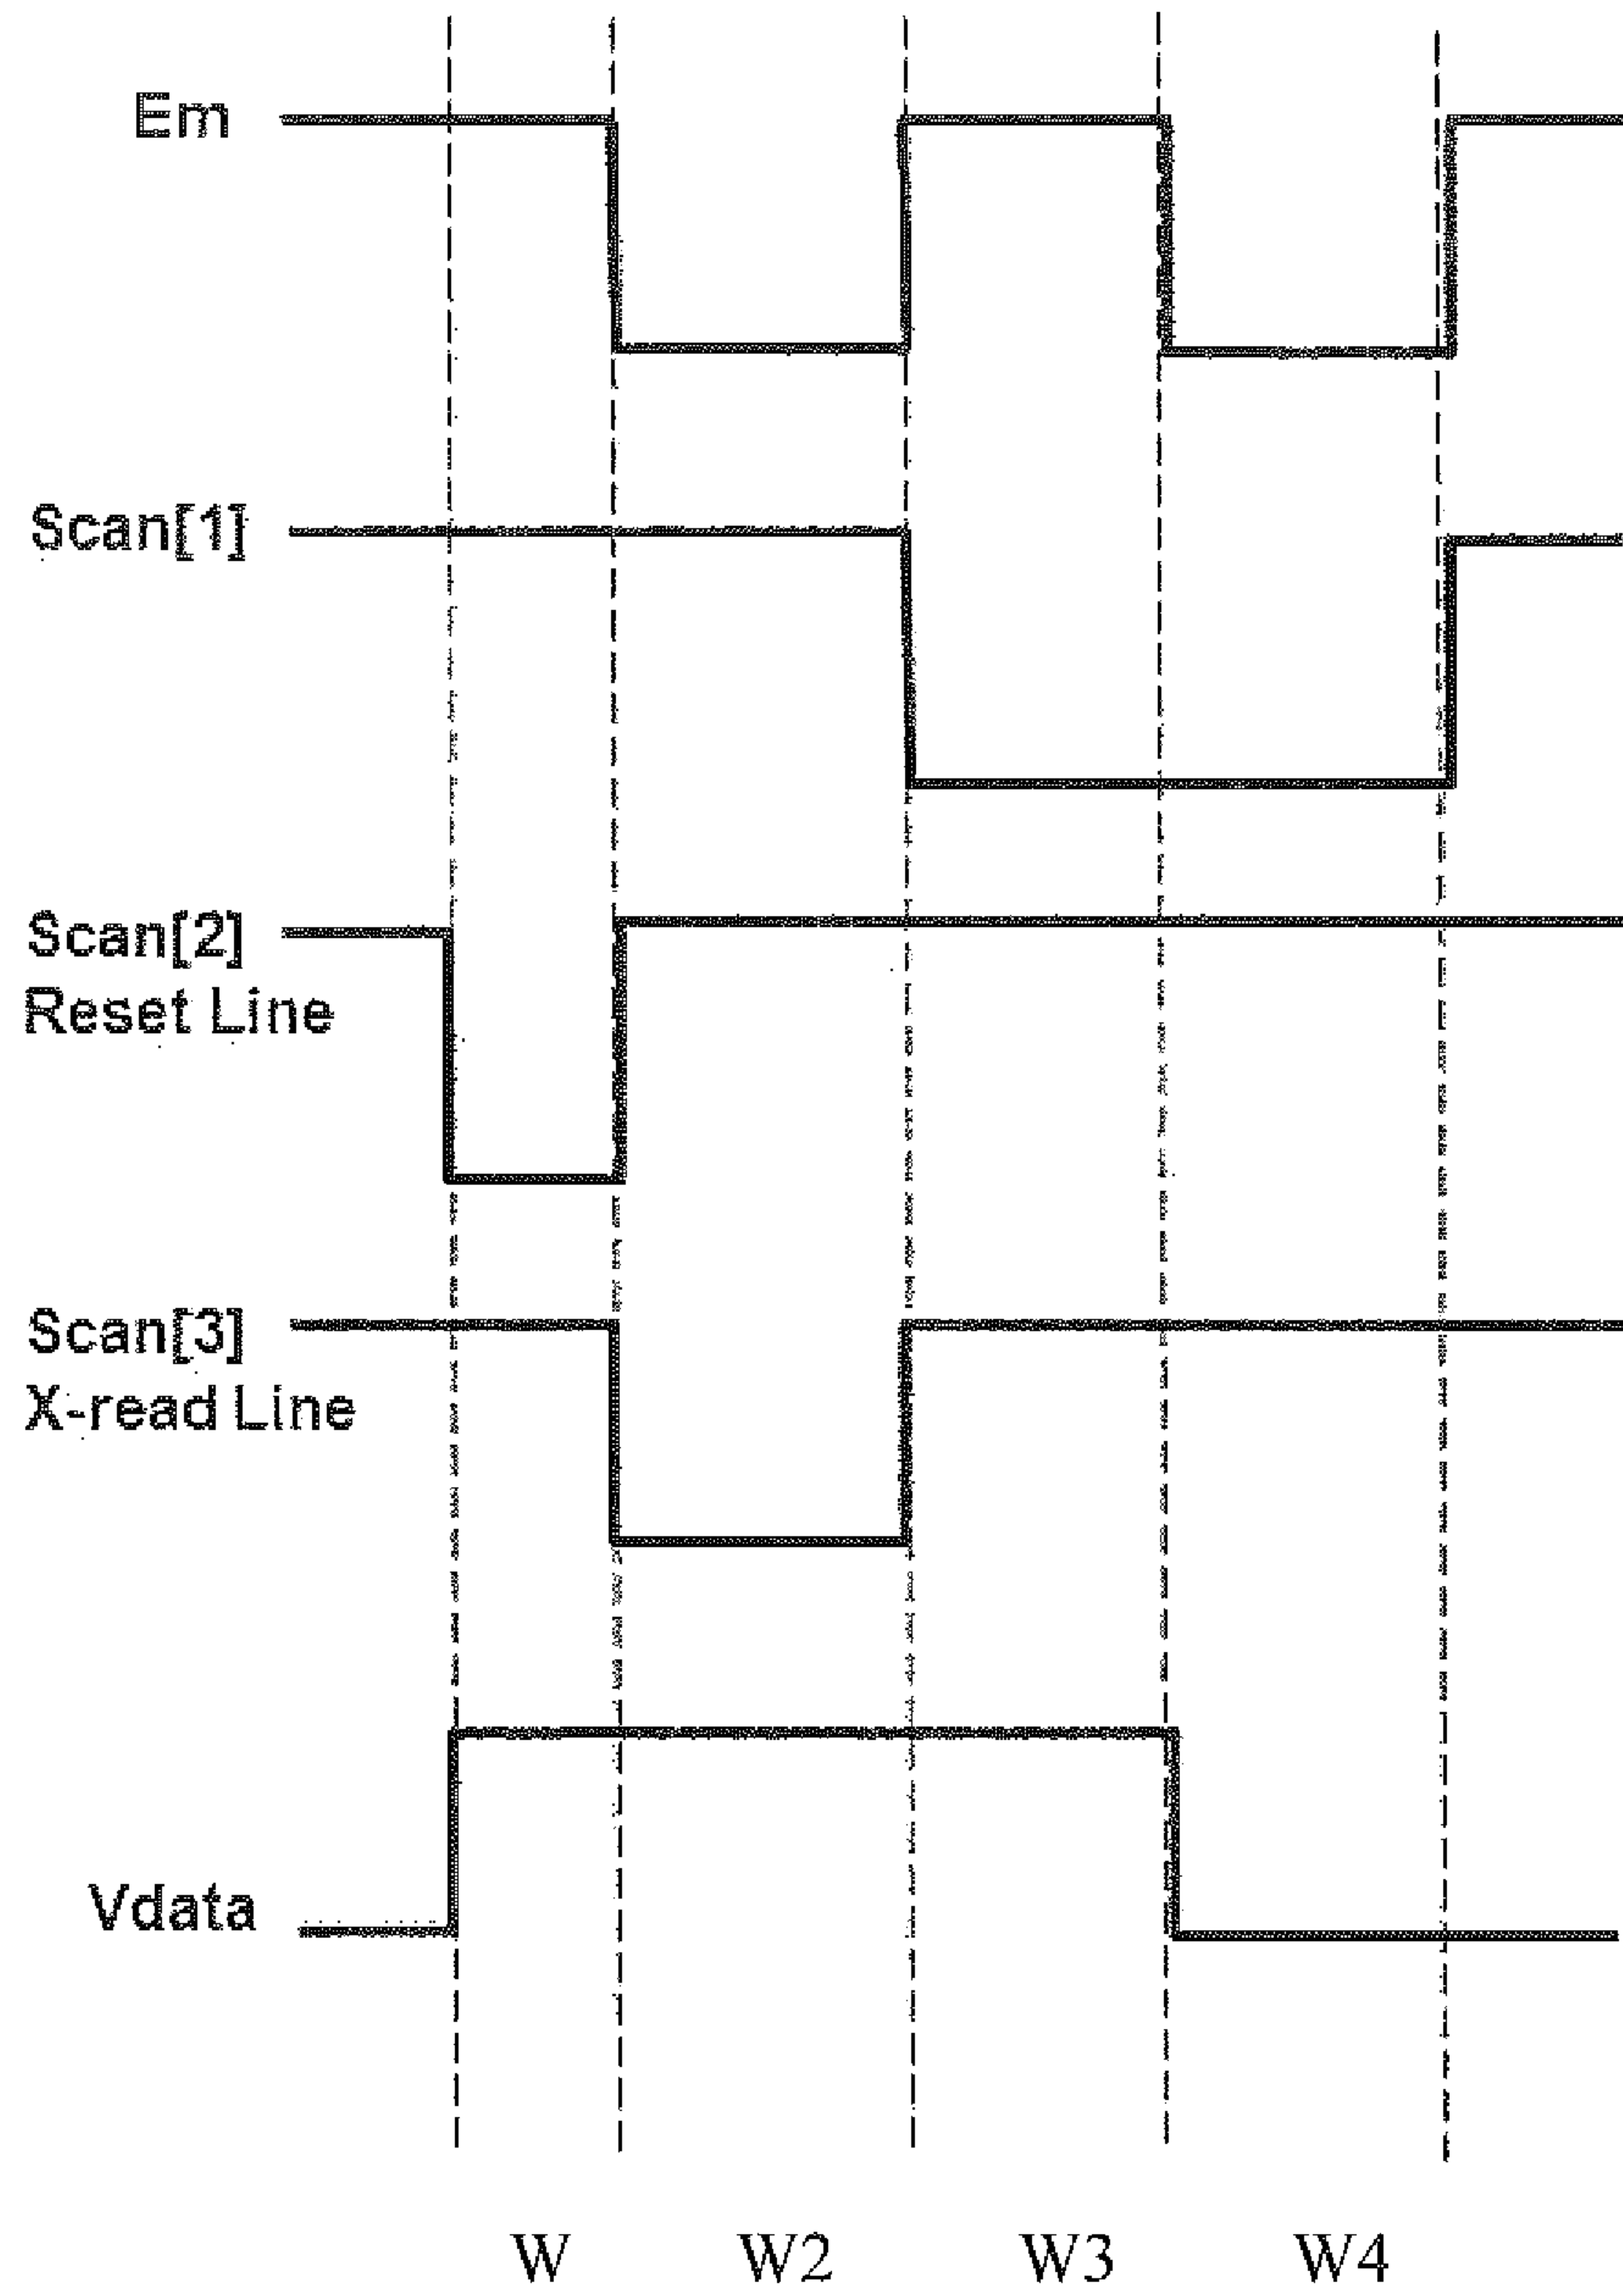 Em
Scan[1]
Scan[2]
Reset Line
Scan[3]
X-read Line
Vdata
W W2 W3 W4